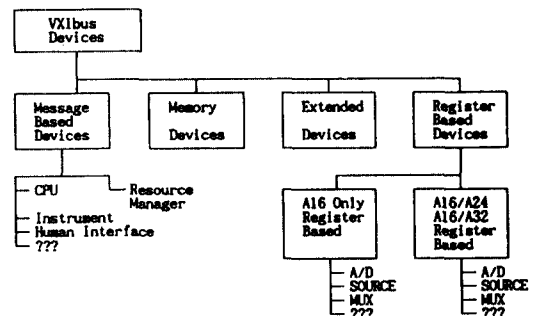 VXIbus
Devices
Message
Based
Devices
Memory
Devices
Extended
Devices
Register
Based
Devices
CPU
Resource
Manager
Instrument
Human Interface
???
A16 Only
Register
Based
A16/A24
A16/A32
Register
Based
A/D
SOURCE
MUX
???
A/D
SOURCE
MUX
???